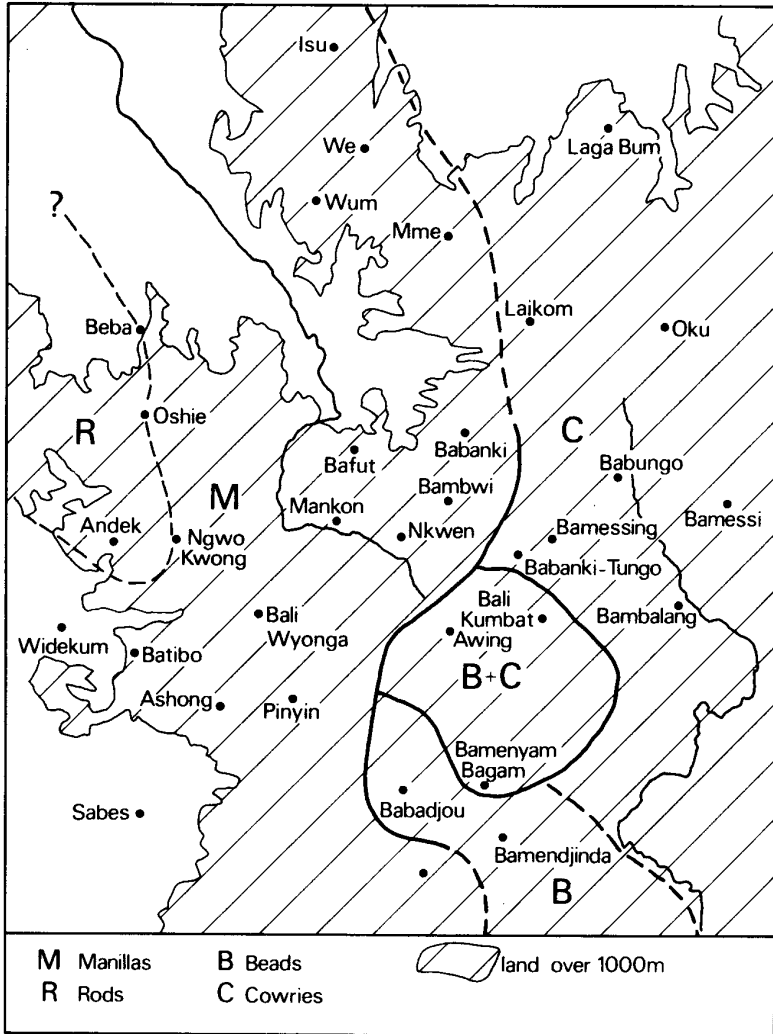 Isu
We
Laga Bum
Wum
?
Mme
Laikom
Beba
Oku
Oshie
R
C
Babanki
Bafut
Babungo
M
Bambwi
Bamessi
Mankon
Andek
Ngwo
Kwong
Nkwen
Bamessing
Babanki-Tungo
Bali
Wyonga
Bali
Kumbat
Bambalang
Widekum
Awing
Batibo
B+C
Ashong
Pinyin
Bamenyam
Bagam
Babadjou
Sabes
Bamendjinda
B
M Manillas
B Beads
land over 1000m
R Rods
C Cowries